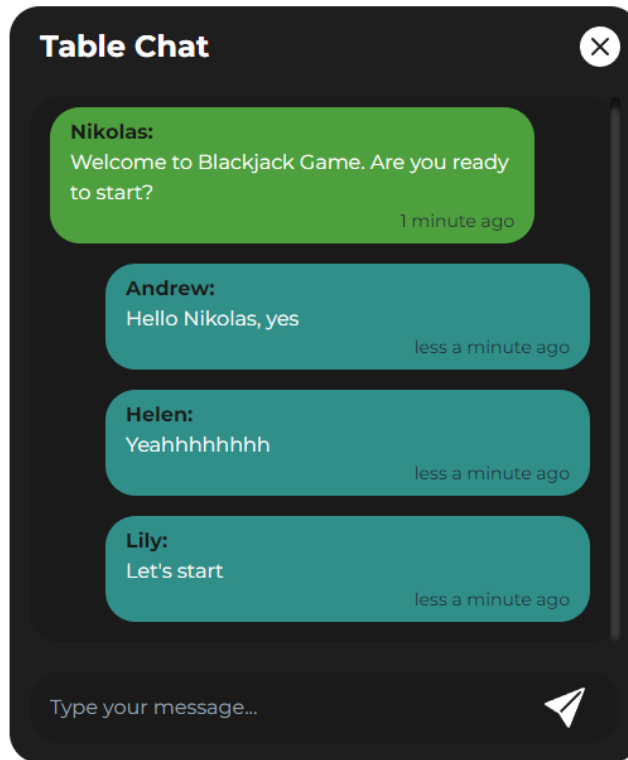 Table Chat
Nikolas:
Welcome to Blackjack Game. Are you ready
to start?
1 minute ago
Andrew:
Hello Nikolas, yes
less a minute ago
Helen:
Yeahhhhhhhh
less a minute ago
Lily:
Let's start
less a minute ago
Type your message...